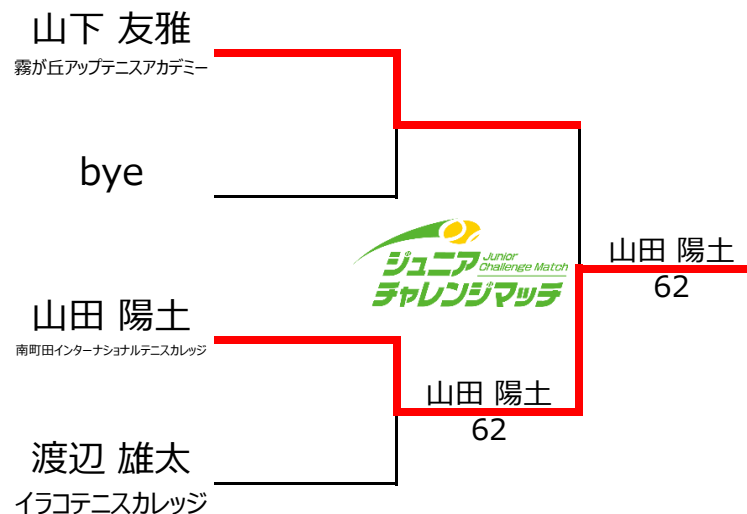 山下 友雅
霧が丘アップテニスアカデミー
bye
ジュニア Junior Challenge Match
チャレンジマッチ
山田 陽土
62
山田 陽土
南町田インターナショナルテニスカレッジ
山田 陽土
62
渡辺 雄太
イラコテニスカレッジ